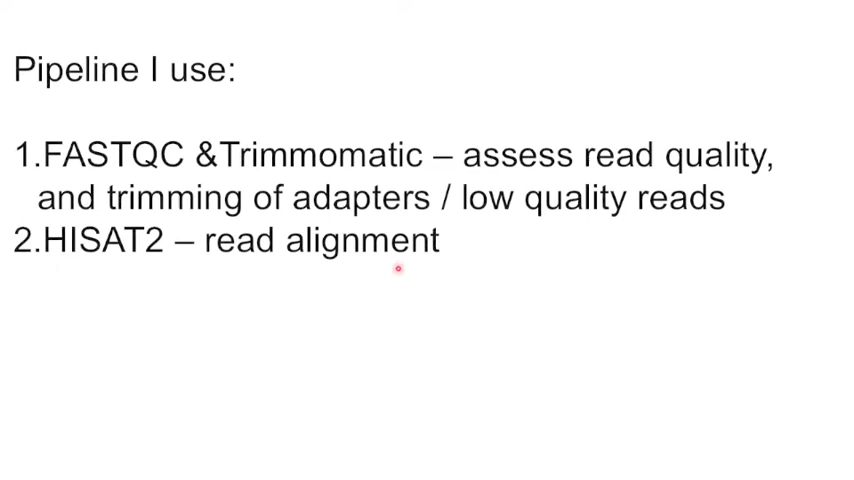 Pipeline I use:
1.FASTQC &Trimmomatic – assess read quality,
and trimming of adapters / low quality reads
2.HISAT2 – read alignment